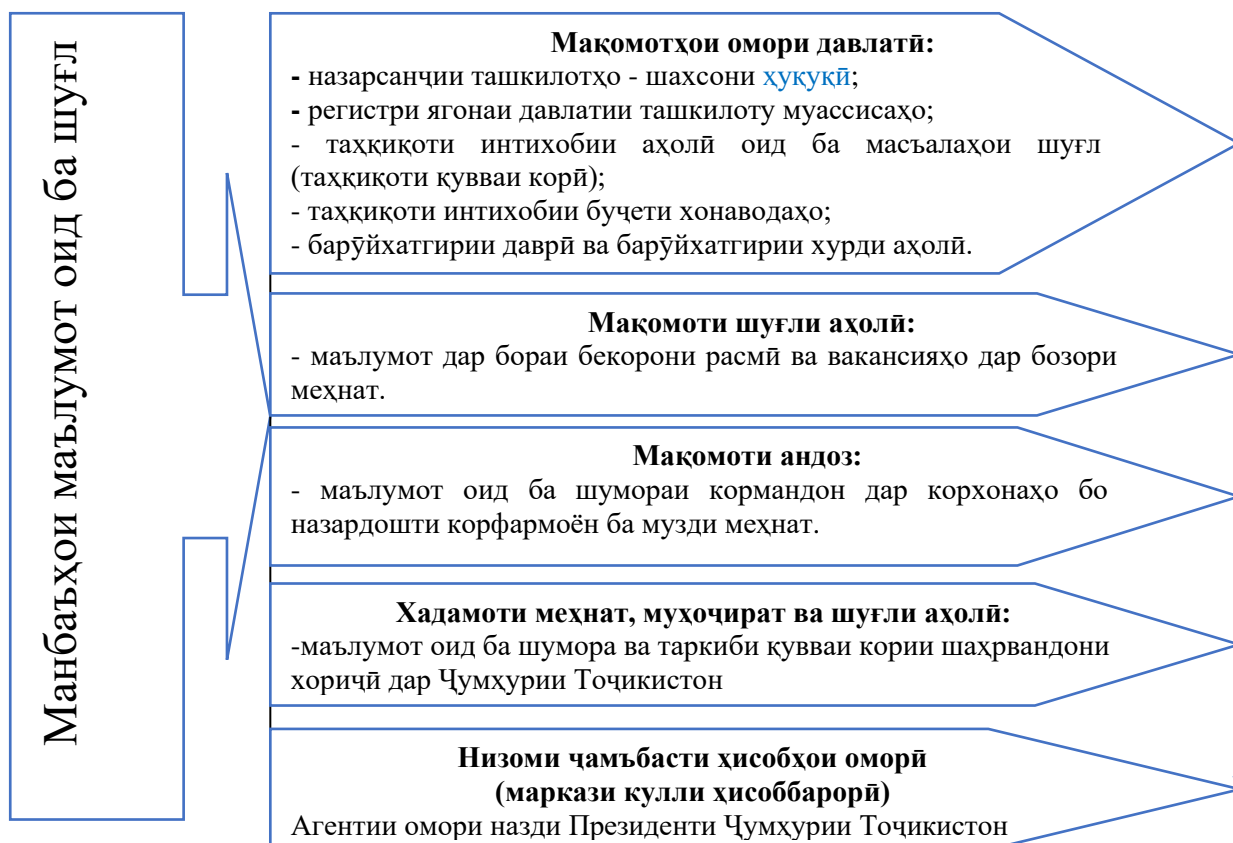 Манбаъҳои маълумот оид ба шуғл
Мақомотҳои омори давлатӣ:
- назарсанҷии ташкилотҳо - шахсони ҳуқуқӣ;
- регистри ягонаи давлатии ташкилоту муассисаҳо;
- таҳқиқоти интихобии аҳолӣ оид ба масъалаҳои шуғл
(таҳқиқоти қувваи корӣ);
- таҳқиқоти интихобии буҷети хонаводаҳо;
- барӯйхатгирии даврӣ ва барӯйхатгирии хурди аҳолӣ.
Мақомоти шуғли аҳолӣ:
- маълумот дар бораи бекорони расмӣ ва вакансияҳо дар бозори
меҳнат.
Мақомоти андоз:
- маълумот оид ба шумораи кормандон дар корхонаҳо бо
назардошти корфармоён ба музди меҳнат.
Хадамоти меҳнат, муҳоҷират ва шуғли аҳолӣ:
-маълумот оид ба шумора ва таркиби қувваи кории шаҳрвандони
хориҷӣ дар Ҷумҳурии Тоҷикистон
Низоми ҷамъбасти ҳисобҳои оморӣ
(маркази кулли ҳисоббарорӣ)
Агентии омори назди Президенти Ҷумҳурии Тоҷикистон